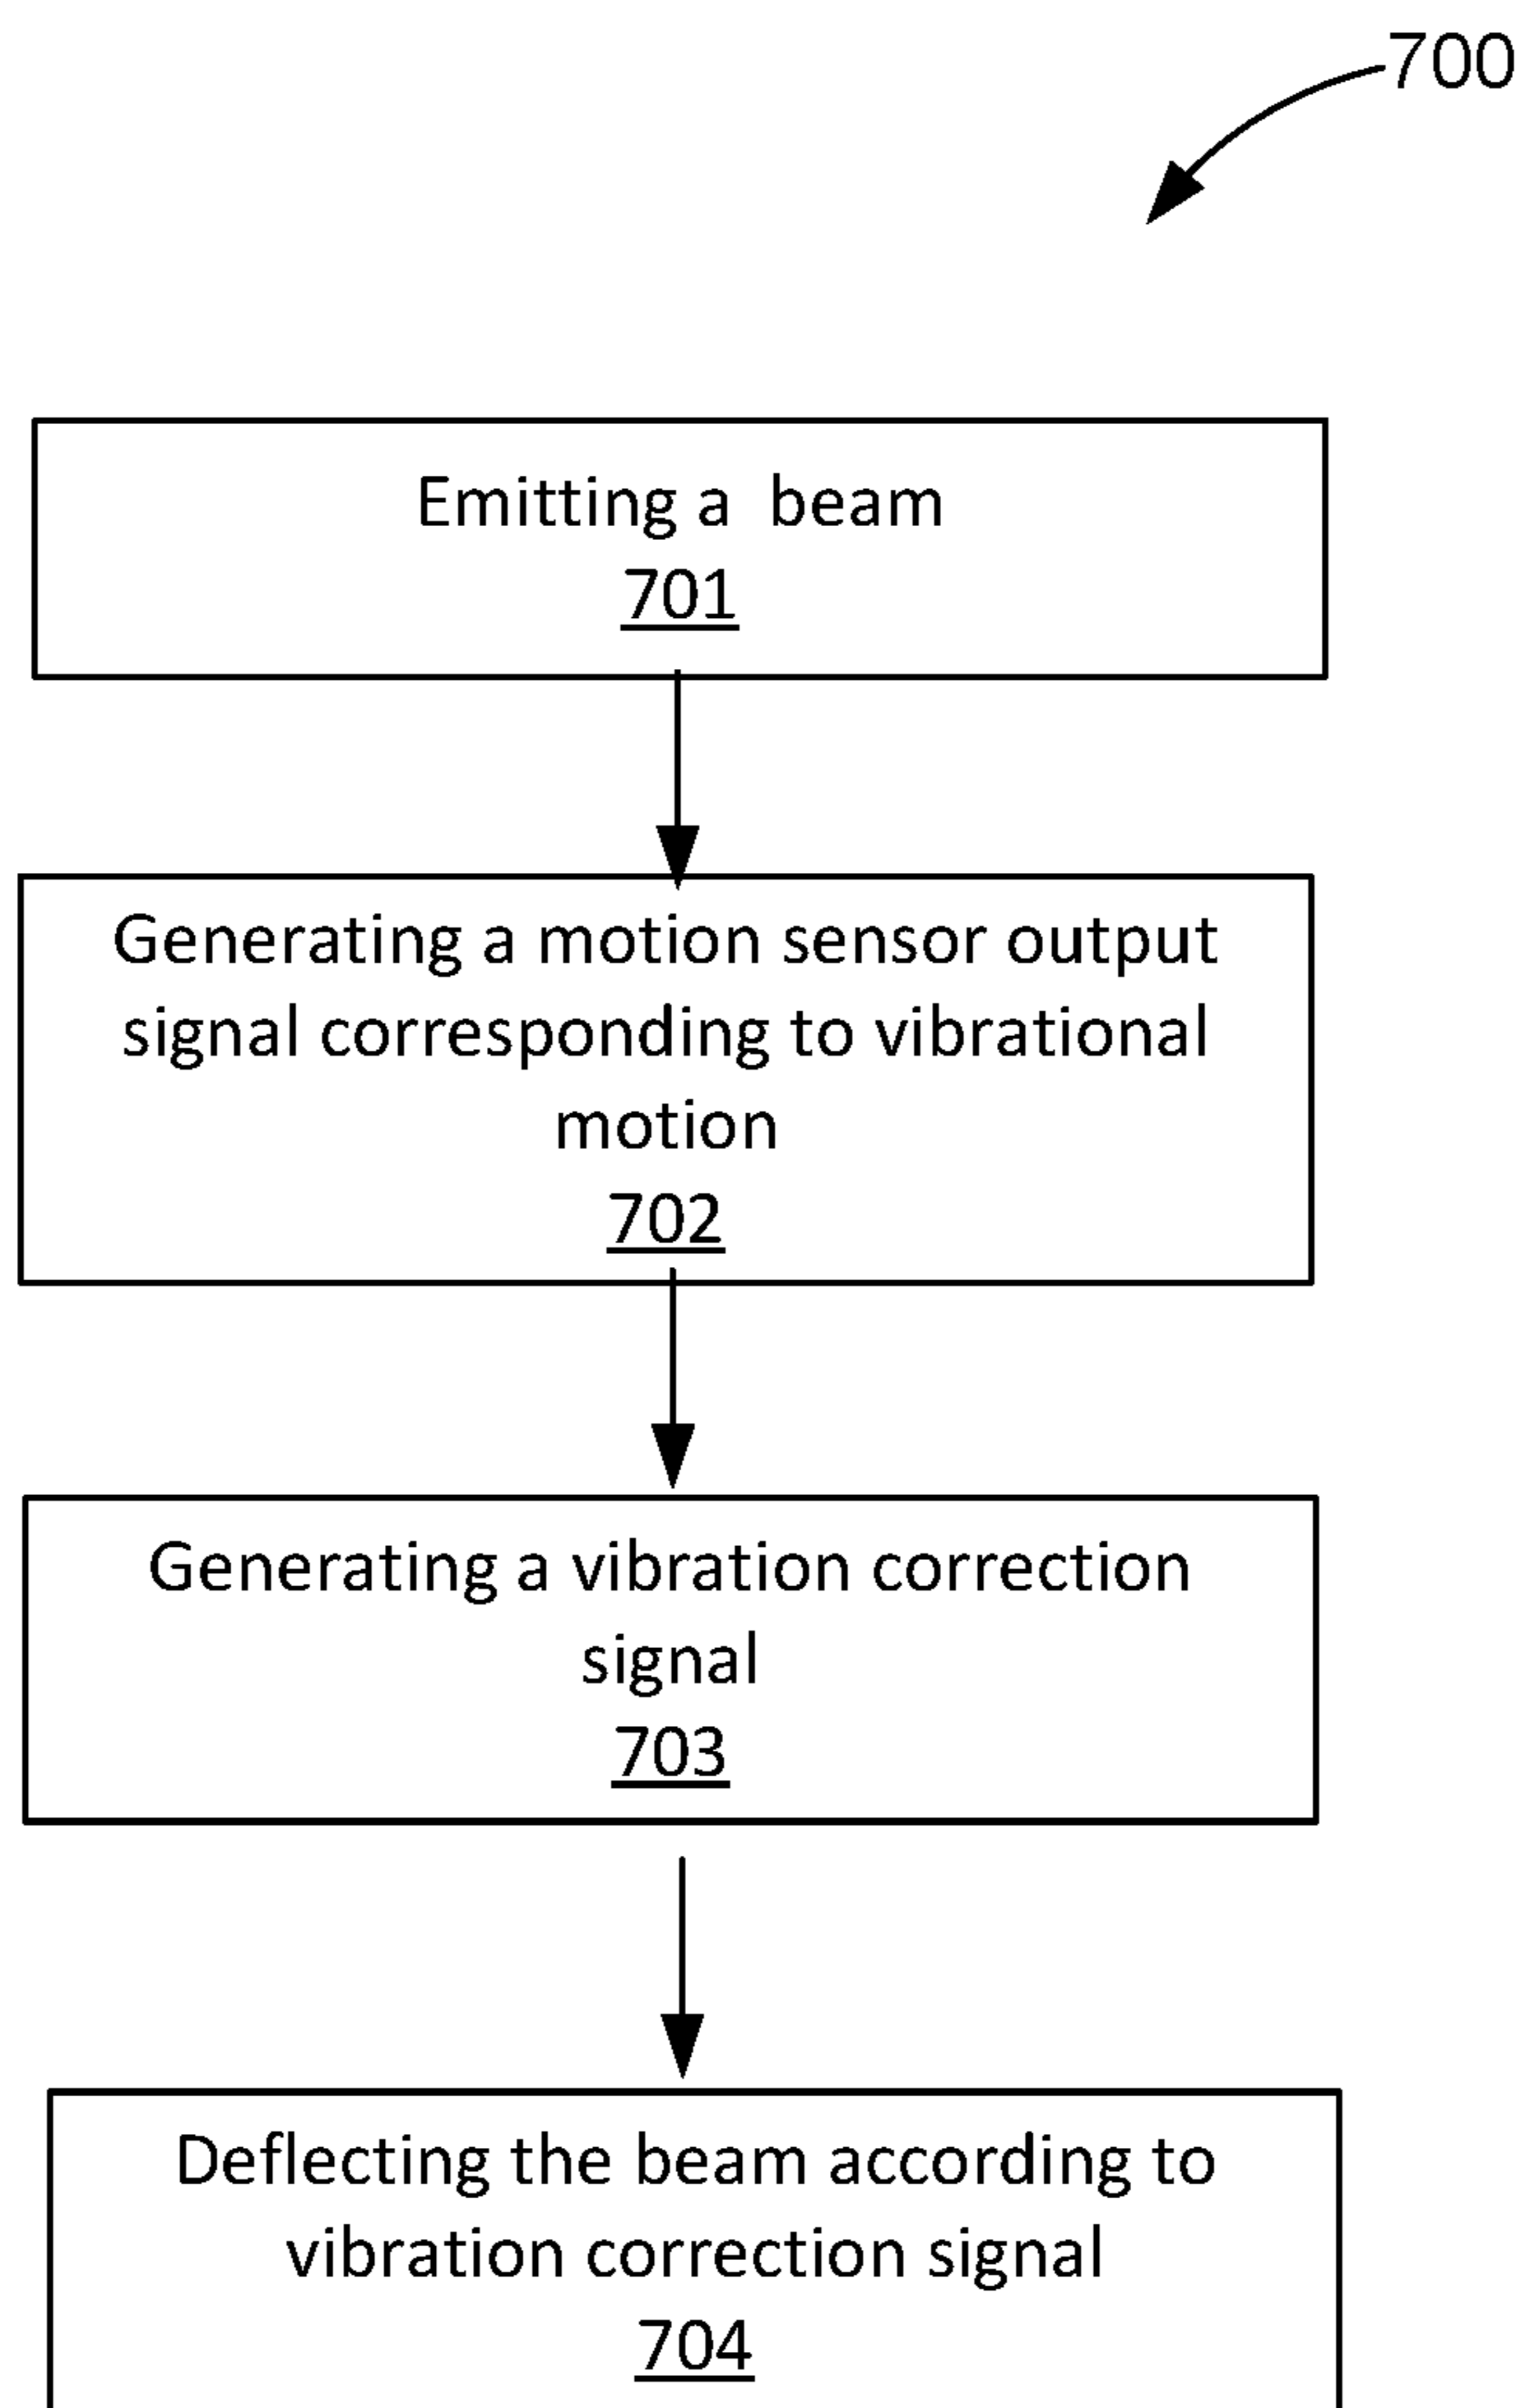 700
Emitting a beam
701
Generating a motion sensor output
signal corresponding to vibrational
motion
702
Generating a vibration correction
signal
703
Deflecting the beam according to
vibration correction signal
704